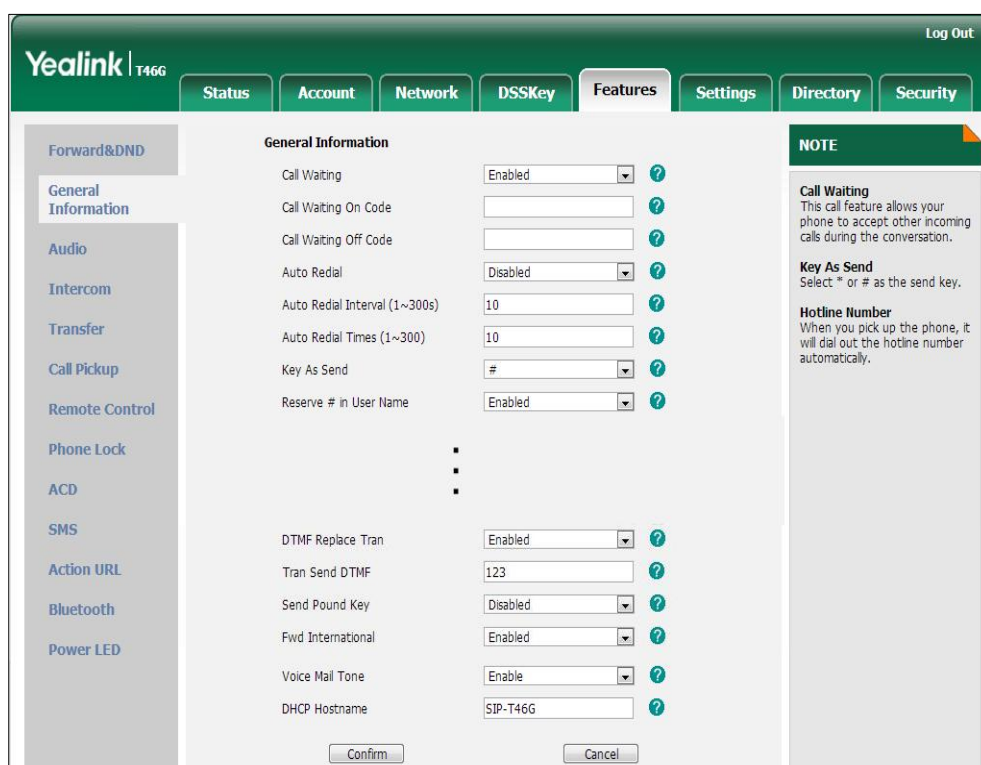 Log Out
Yealink | T46G
Status Account Network DSSKey Features Settings Directory Security
Forward&DND
General
Information
Audio
Intercom
Transfer
Call Pickup
Remote Control
Phone Lock
ACD
SMS
Action URL
Bluetooth
Power LED
General Information
Call Waiting Enabled ?
Call Waiting On Code ?
Call Waiting Off Code ?
Auto Redial Disabled ?
Auto Redial Interval (1~300s) 10 ?
Auto Redial Times (1~300) 10 ?
Key As Send # ?
Reserve # in User Name Enabled ?
DTMF Replace Tran Enabled ?
Tran Send DTMF 123 ?
Send Pound Key Disabled ?
Fwd International Enabled ?
Voice Mail Tone Enable ?
DHCP Hostname SIP-T46G ?
Confirm Cancel
NOTE
Call Waiting
This call feature allows your
phone to accept other incoming
calls during the conversation.
Key As Send
Select * or # as the send key.
Hotline Number
When you pick up the phone, it
will dial out the hotline number
automatically.